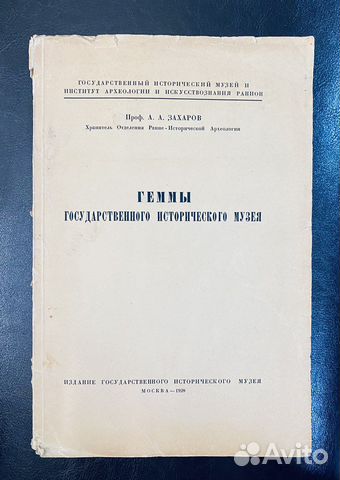 ГОСУДАРСТВЕННЫЙ ИСТОРИЧЕСКИЙ МУЗЕЙ И
ИНСТИТУТ АРХЕОЛОГИИ И ИСКУССТВОЗНАНИЯ РАНИОН
Проф. А. А. ЗАХАРОВ
Хранитель Отделения Ранне-Исторической Археологии
ГЕММЫ
ГОСУДАРСТВЕННОГО ИСТОРИЧЕСКОГО МУЗЕЯ
ИЗДАНИЕ ГОСУДАРСТВЕННОГО ИСТОРИЧЕСКОГО МУЗЕЯ
МОСКВА—1928
Avito